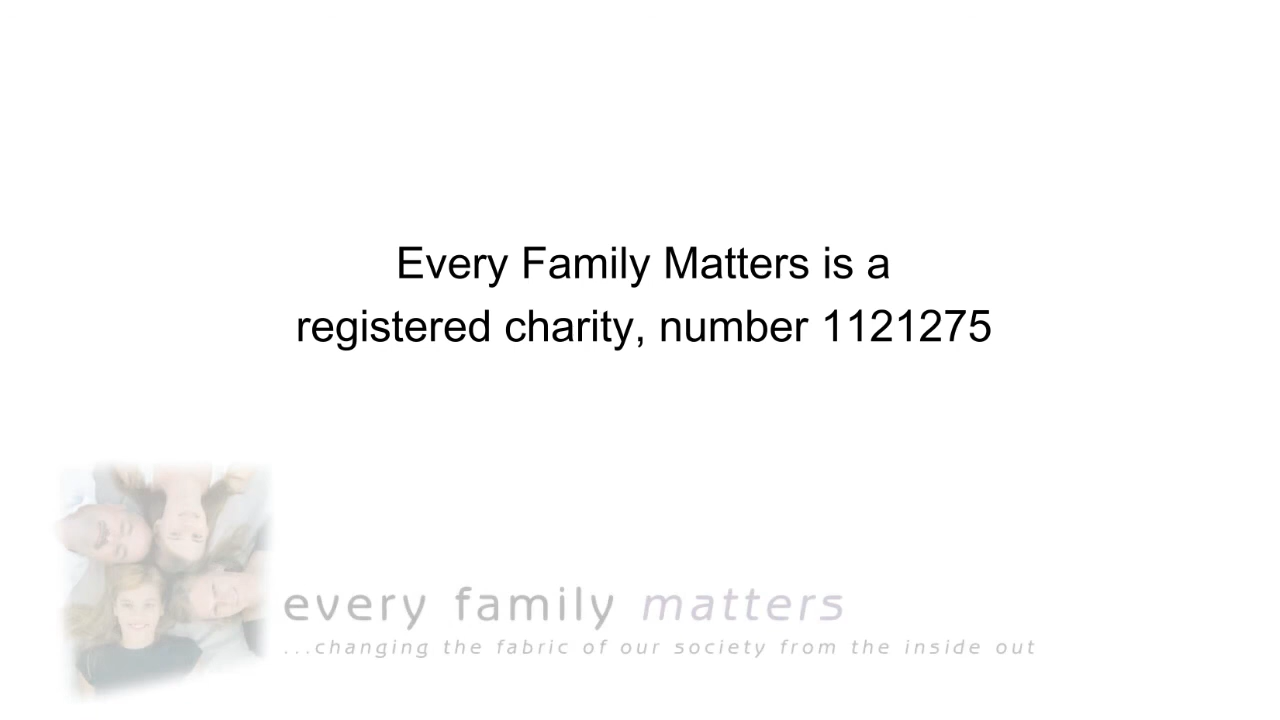 Every Family Matters is a
registered charity, number 1121275
every family matters
...changing the fabric of our society from the inside out